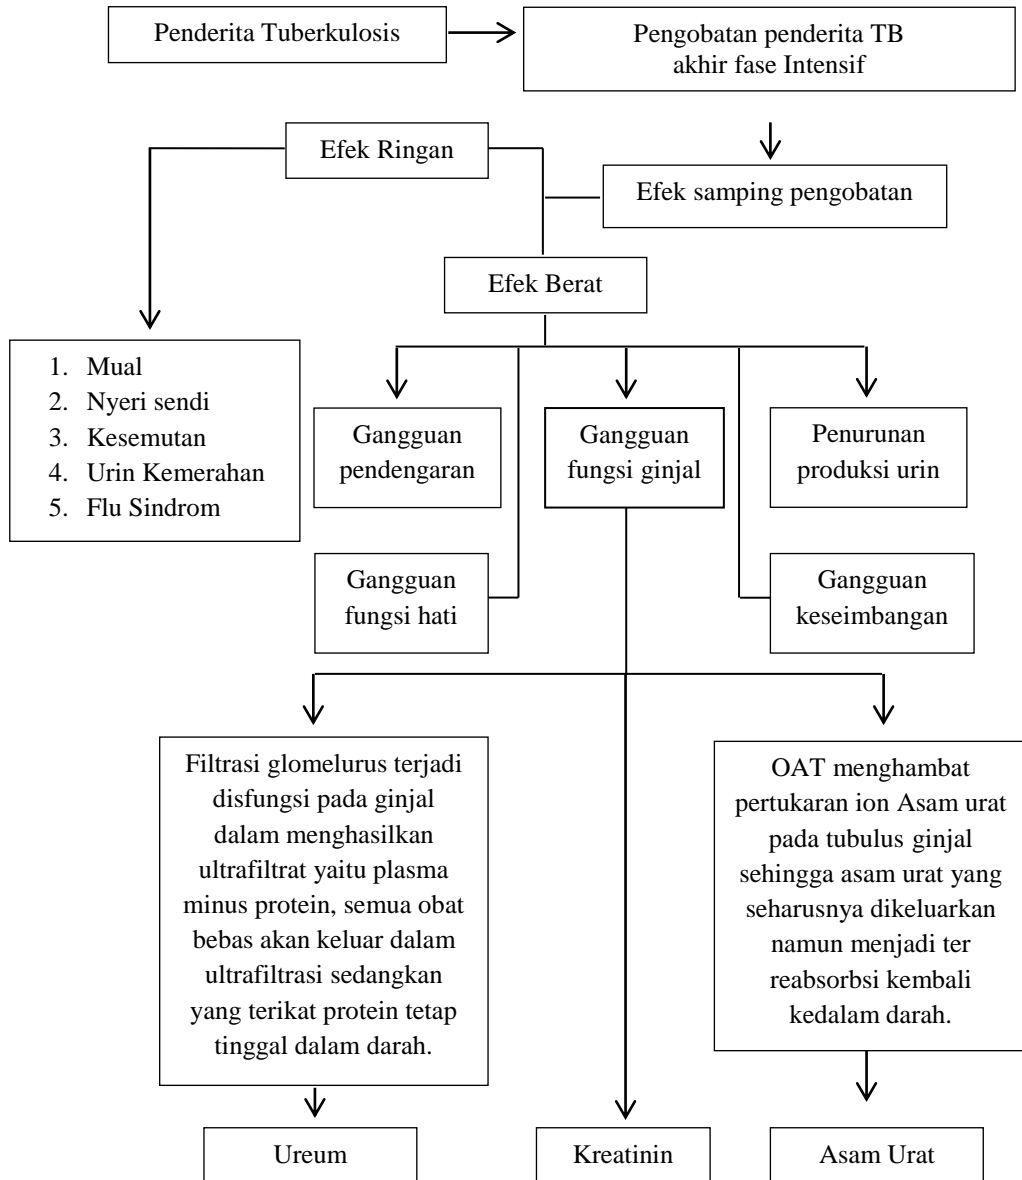 Penderita Tuberkulosis
Pengobatan penderita TB
akhir fase Intensif
Efek Ringan
Efek samping pengobatan
Efek Berat
1. Mual
2. Nyeri sendi
3. Kesemutan
4. Urin Kemerahan
5. Flu Sindrom
Gangguan
pendengaran
Gangguan
fungsi ginjal
Penurunan
produksi urin
Gangguan
fungsi hati
Gangguan
keseimbangan
Filtrasi glomelurus terjadi
disfungsi pada ginjal
dalam menghasilkan
ultrafiltrat yaitu plasma
minus protein, semua obat
bebas akan keluar dalam
ultrafiltrasi sedangkan
yang terikat protein tetap
tinggal dalam darah.
OAT menghambat
pertukaran ion Asam urat
pada tubulus ginjal
sehingga asam urat yang
seharusnya dikeluarkan
namun menjadi ter
reabsorbsi kembali
kedalam darah.
Ureum
Kreatinin
Asam Urat